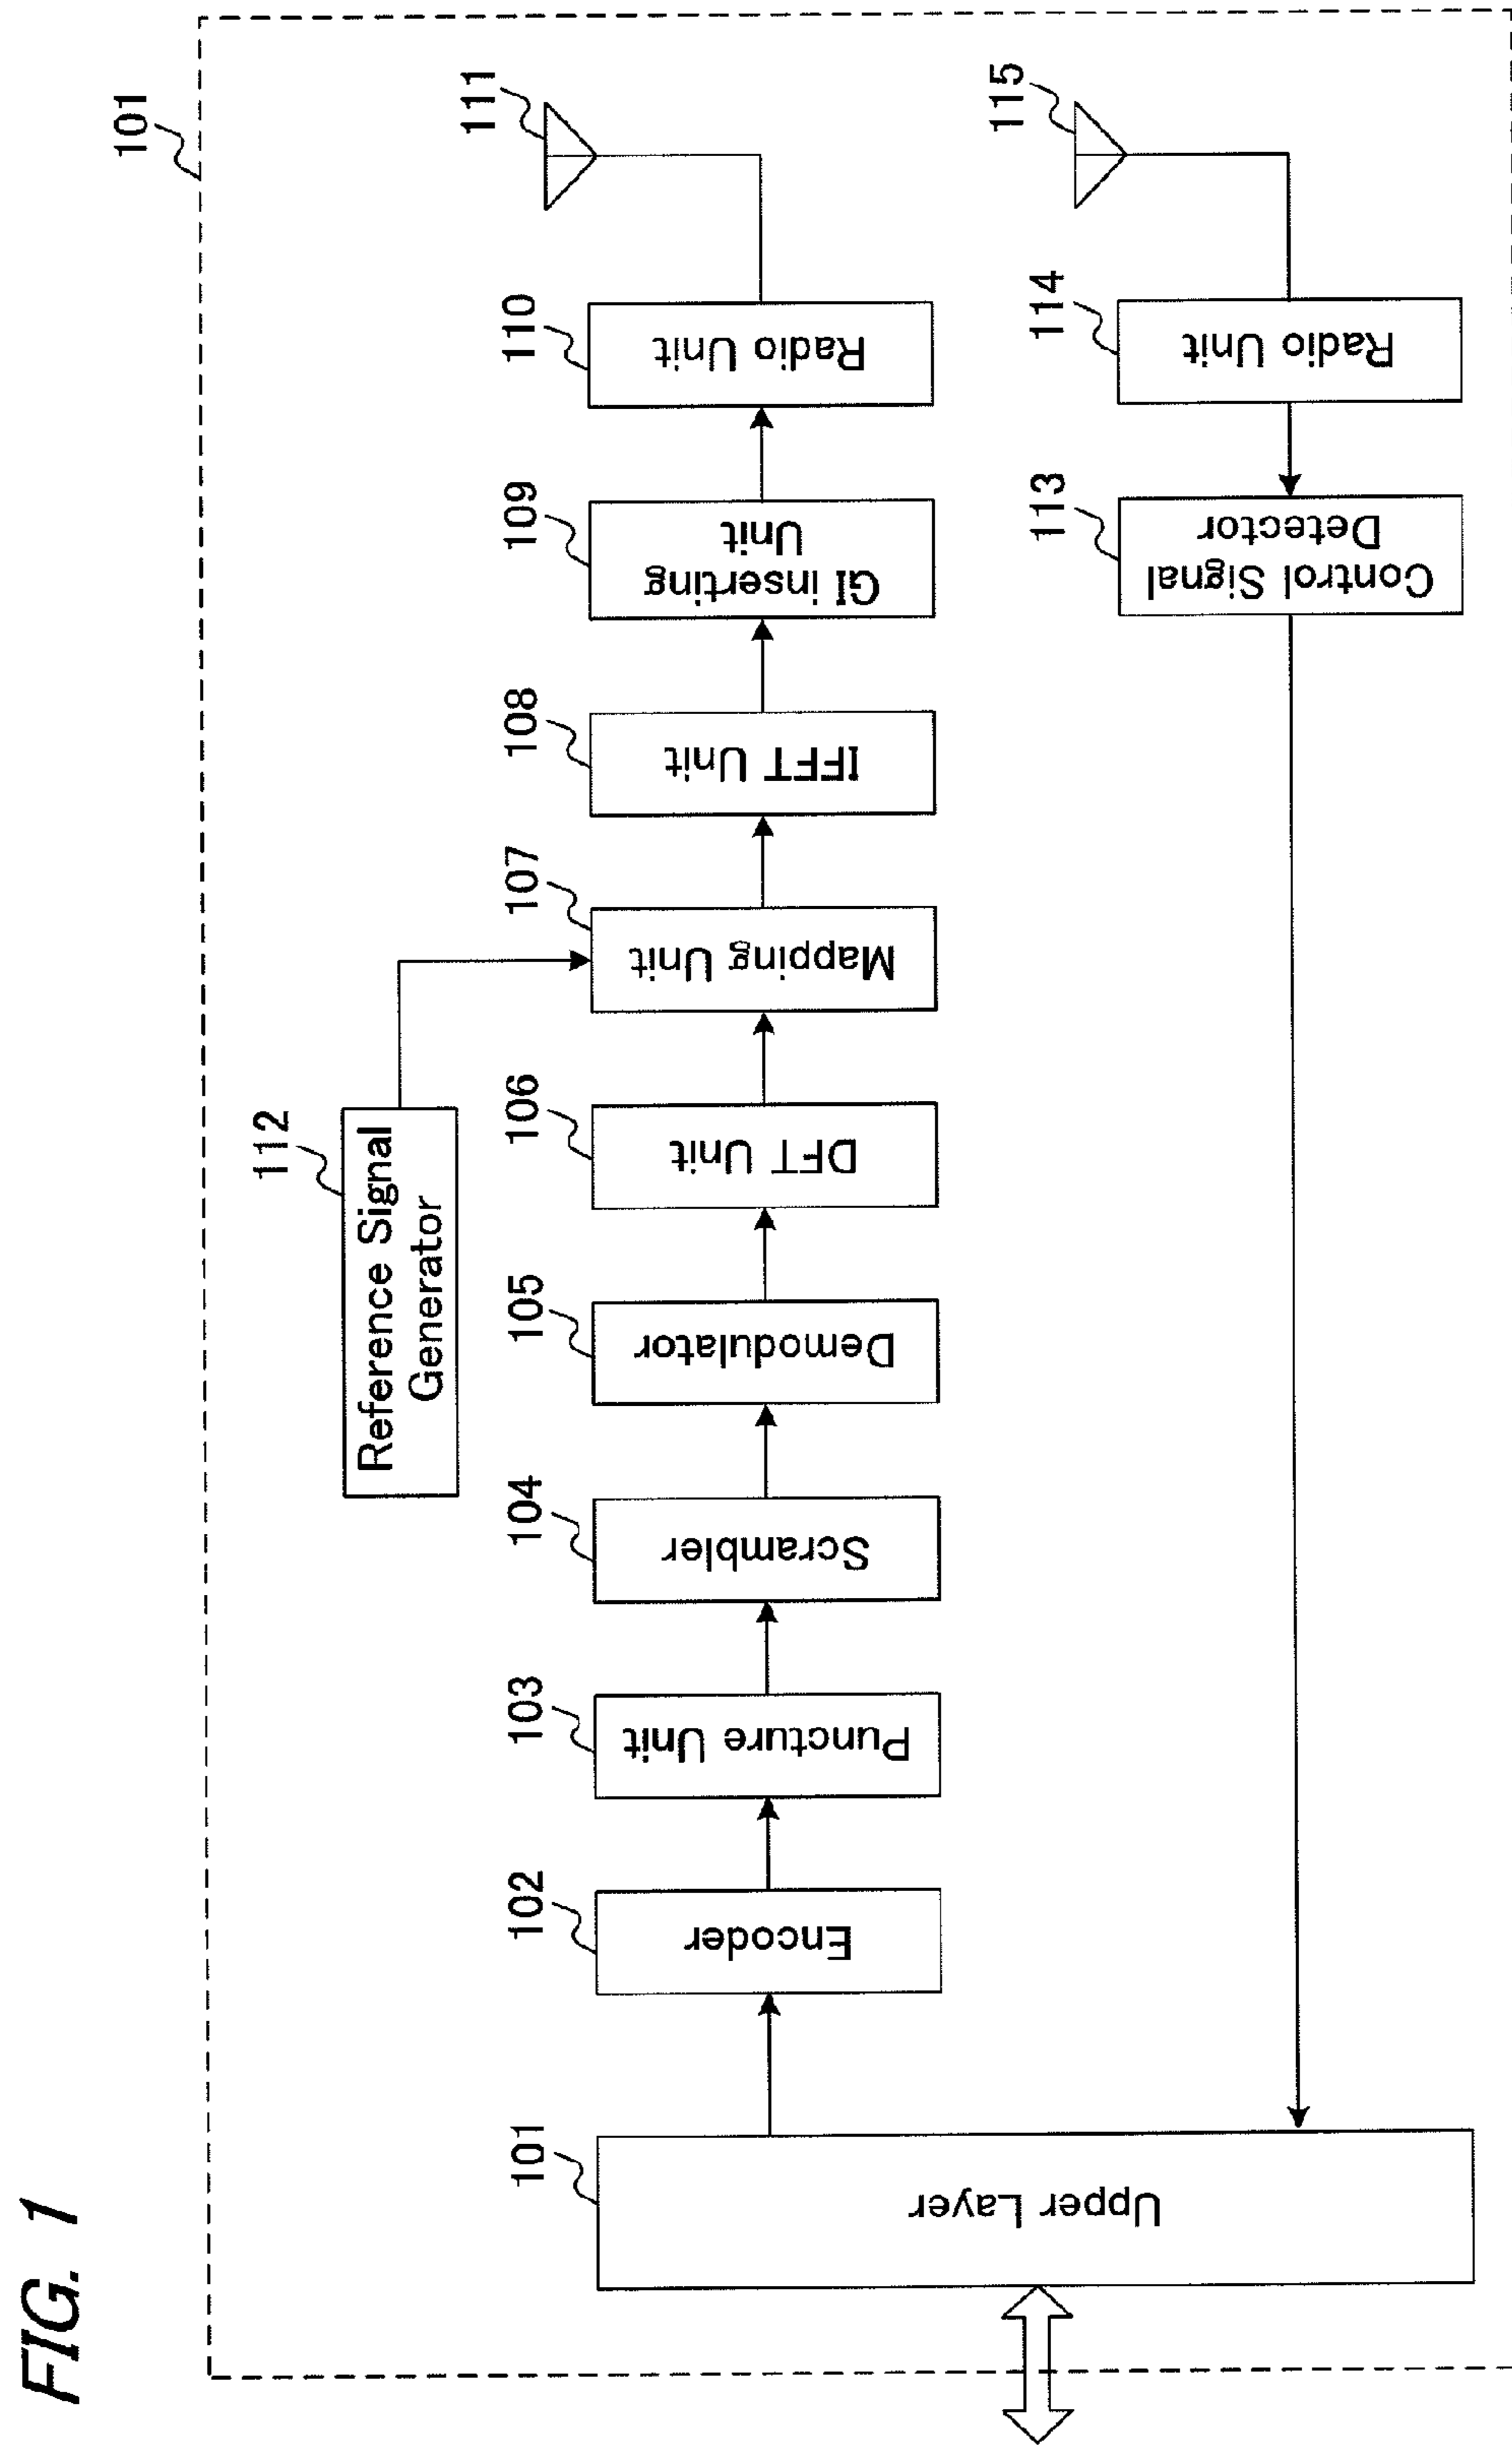 FIG. 1
101
111
110
Radio Unit
109
GI inserting
Unit
108
IFFT Unit
107
Mapping Unit
106
DFT Unit
112
Reference Signal
Generator
105
Demodulator
104
Scrambler
103
Puncture Unit
102
Encoder
101
Upper Layer
115
114
Radio Unit
113
Control Signal
Detector